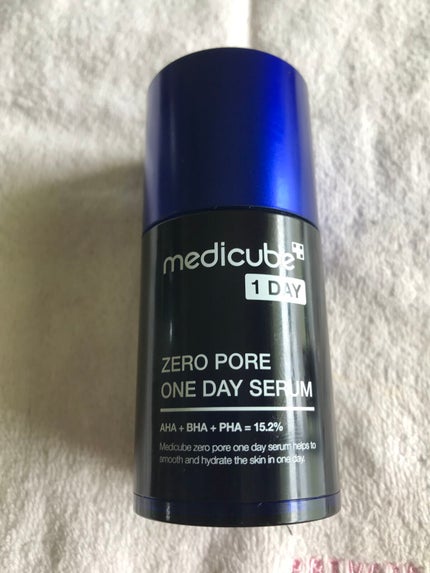 medicube
1 DAY
ZERO PORE
ONE DAY SERUM
AHA + BHA + PHA = 15.2%
Medicube zero pore one day serum helps to
smooth and hydrate the skin in one day.